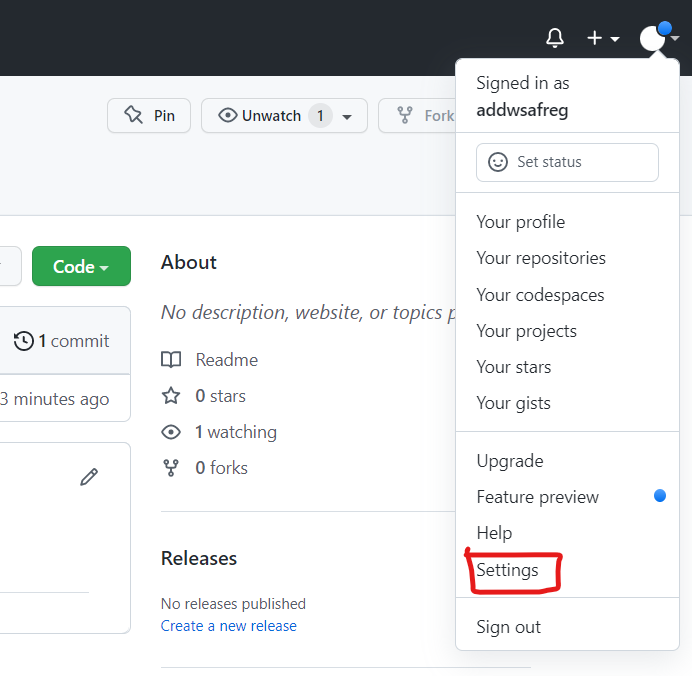 Signed in as
addwsafreg
Pin
Unwatch 1
Fork
Set status
Your profile
Your repositories
Your codespaces
Your projects
Your stars
Your gists
Upgrade
Feature preview
Help
Settings
Sign out
Code
1 commit
3 minutes ago
About
No description, website, or topics
Readme
0 stars
1 watching
0 forks
Releases
No releases published
Create a new release